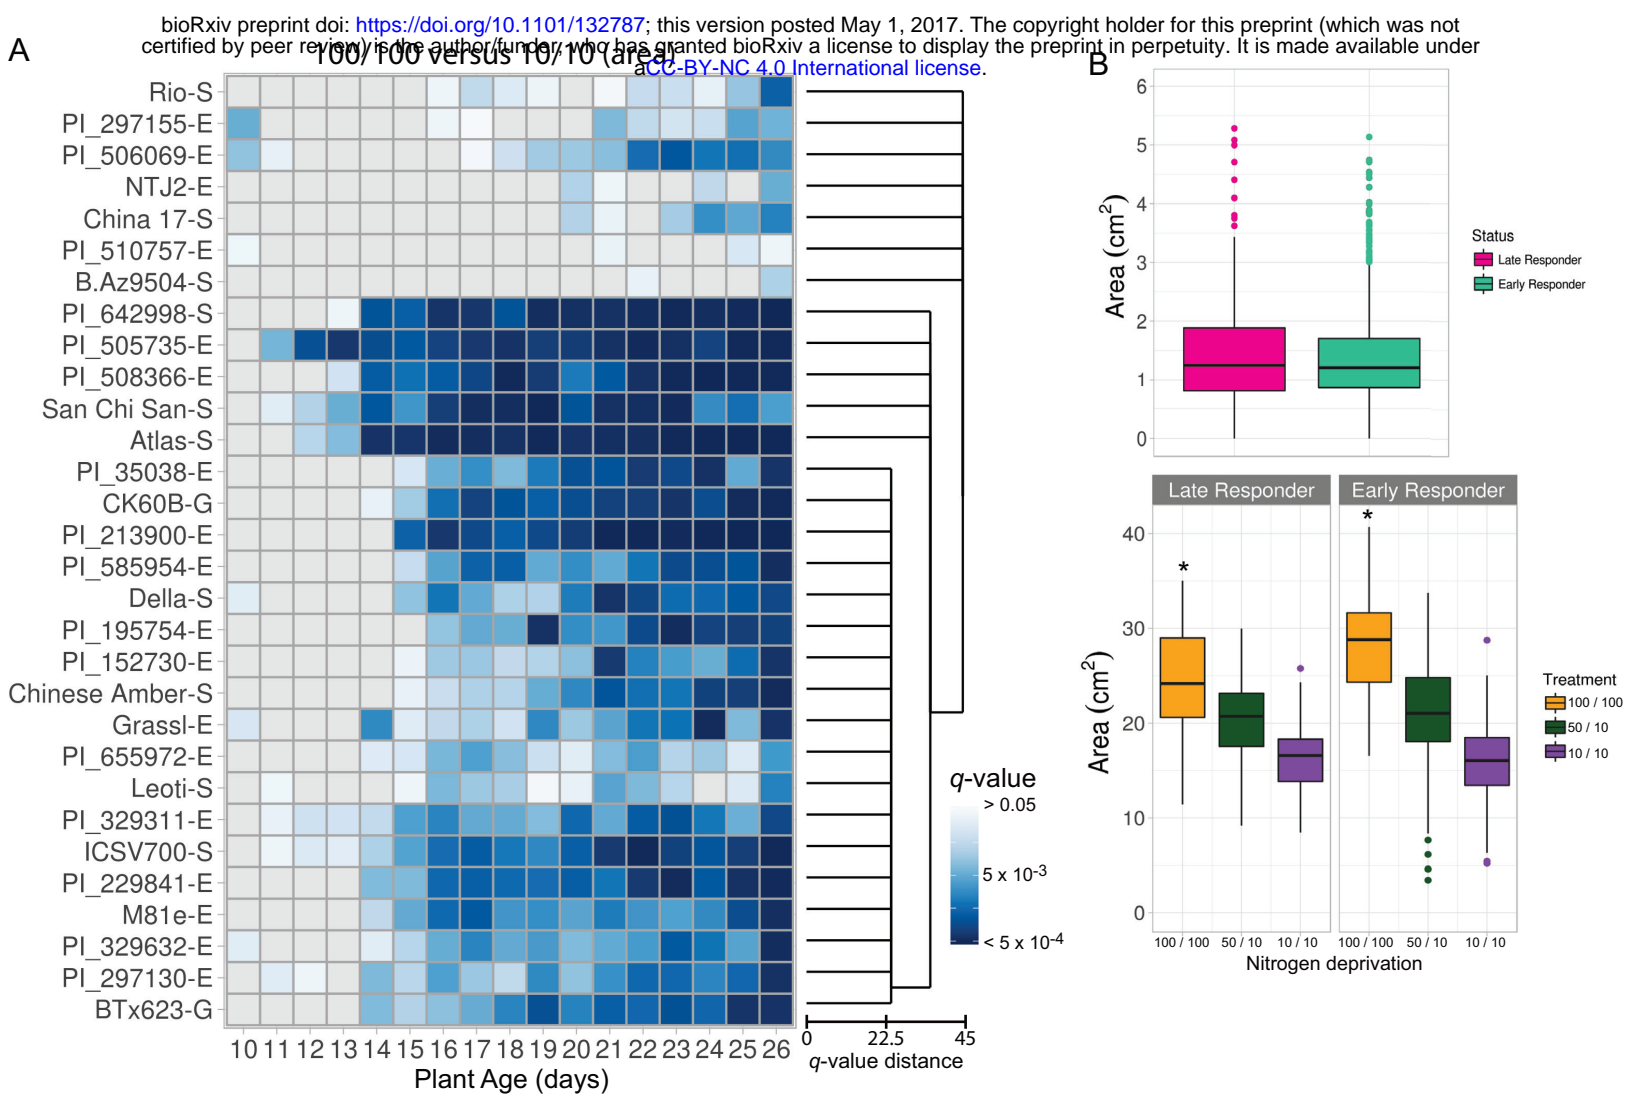 bioRxiv preprint doi: https://doi.org/10.1101/132787; this version posted May 1, 2017. The copyright holder for this preprint (which was not
certified by peer review) is the author/funder, who has granted bioRxiv a license to display the preprint in perpetuity. It is made available under
aCC-BY-NC 4.0 International license.
A
100/100 versus 10/10 (area)
Rio-S
PI_297155-E
PI_506069-E
NTJ2-E
China 17-S
PI_510757-E
B.Az9504-S
PI_642998-S
PI_505735-E
PI_508366-E
San Chi San-S
Atlas-S
PI_35038-E
CK60B-G
PI_213900-E
PI_585954-E
Della-S
PI_195754-E
PI_152730-E
Chinese Amber-S
Grassl-E
PI_655972-E
Leoti-S
PI_329311-E
ICSV700-S
PI_229841-E
M81e-E
PI_329632-E
PI_297130-E
BTx623-G
10 11 12 13 14 15 16 17 18 19 20 21 22 23 24 25 26
Plant Age (days)
q-value
> 0.05
5 x 10-3
< 5 x 10-4
0 22.5 45
q-value distance
B
Area (cm2)
6
5
4
3
2
1
0
Status
Late Responder
Early Responder
Late Responder
Early Responder
Area (cm2)
40
30
20
10
0
*
*
100 / 100 50 / 10 10 / 10 100 / 100 50 / 10 10 / 10
Nitrogen deprivation
Treatment
100 / 100
50 / 10
10 / 10